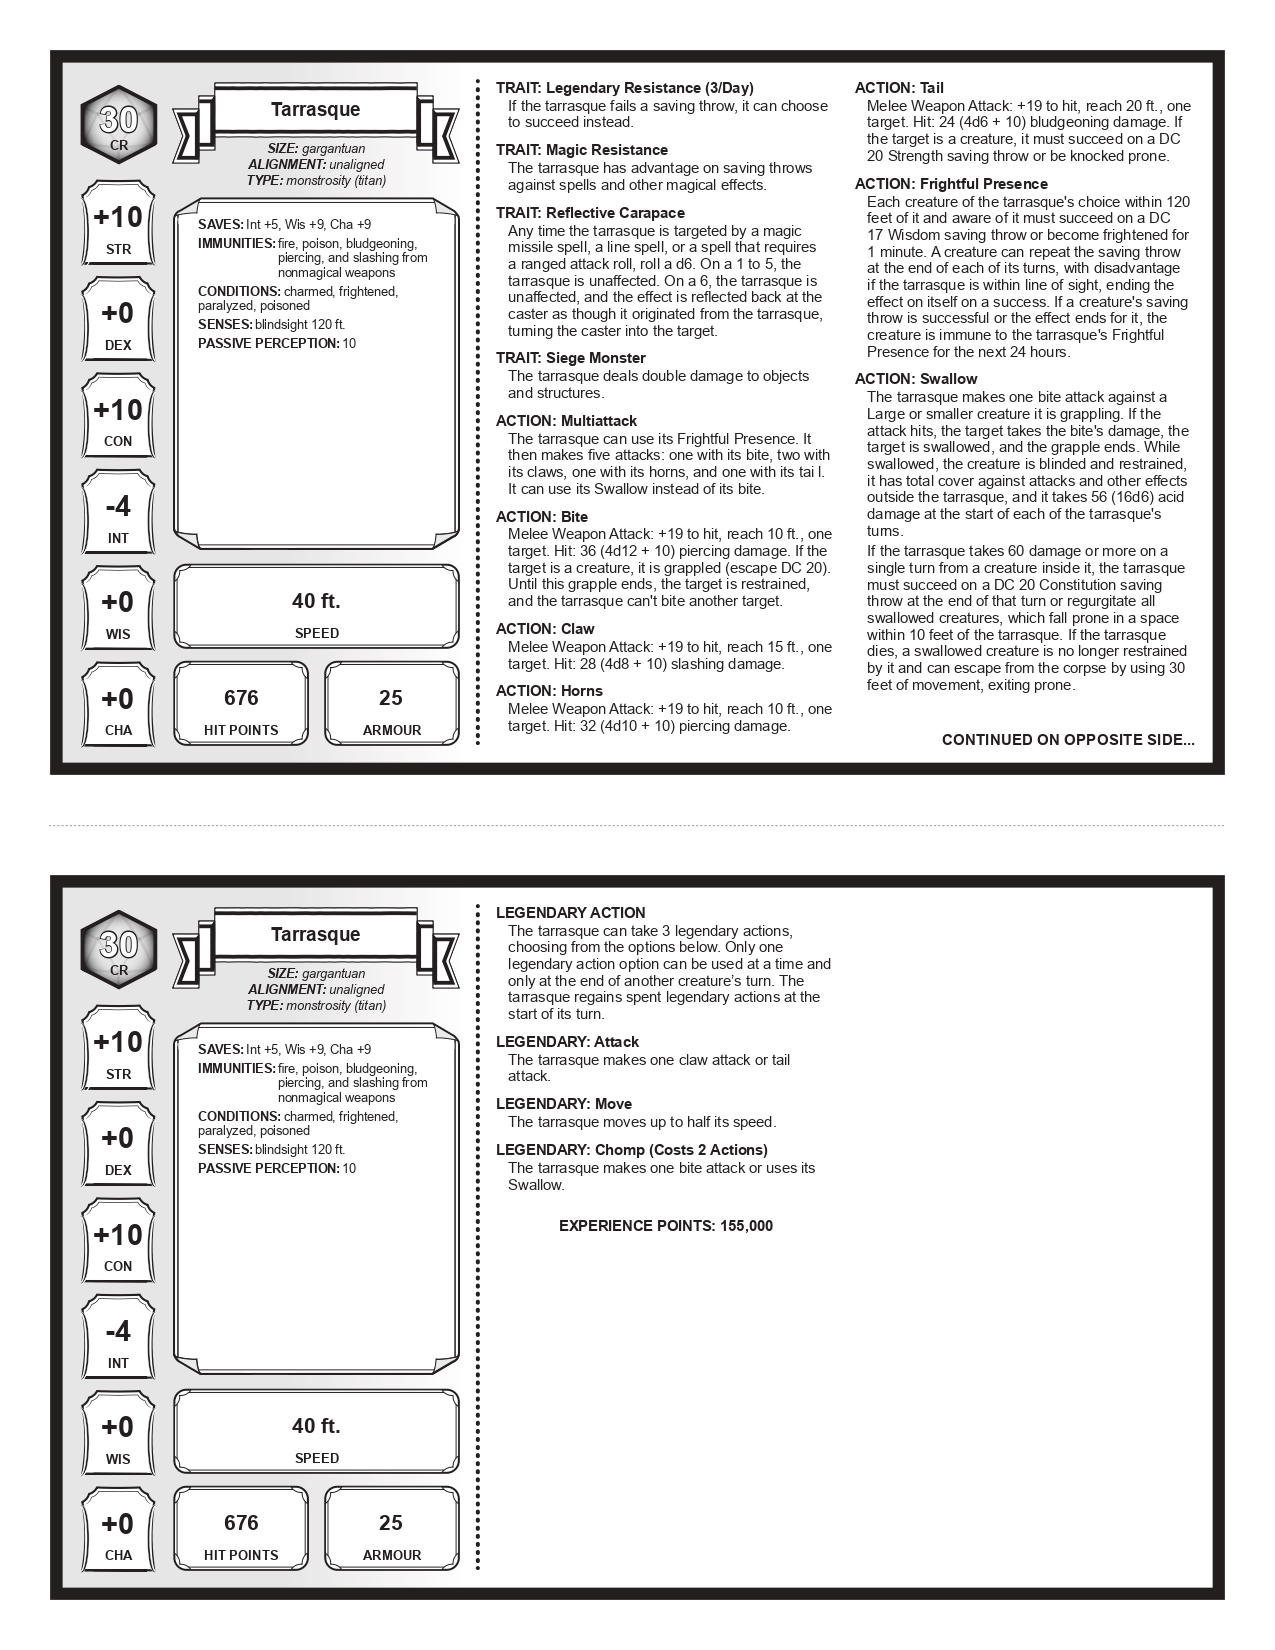 30
CR
Tarrasque
SIZE: gargantuan
ALIGNMENT: unaligned
TYPE: monstrosity (titan)
+10
STR
+0
DEX
+10
CON
-4
INT
+0
WIS
+0
CHA
SAVES: Int +5, Wis +9, Cha +9
IMMUNITIES: fire, poison, bludgeoning,
piercing, and slashing from
nonmagical weapons
CONDITIONS: charmed, frightened,
paralyzed, poisoned
SENSES: blindsight 120 ft.
PASSIVE PERCEPTION: 10
40 ft.
SPEED
676
HIT POINTS
25
ARMOUR
TRAIT: Legendary Resistance (3/Day)
If the tarrasque fails a saving throw, it can choose
to succeed instead.
TRAIT: Magic Resistance
The tarrasque has advantage on saving throws
against spells and other magical effects.
TRAIT: Reflective Carapace
Any time the tarrasque is targeted by a magic
missile spell, a line spell, or a spell that requires
a ranged attack roll, roll a d6. On a 1 to 5, the
tarrasque is unaffected. On a 6, the tarrasque is
unaffected, and the effect is reflected back at the
caster as though it originated from the tarrasque,
turning the caster into the target.
TRAIT: Siege Monster
The tarrasque deals double damage to objects
and structures.
ACTION: Multiattack
The tarrasque can use its Frightful Presence. It
then makes five attacks: one with its bite, two with
its claws, one with its horns, and one with its tai l.
It can use its Swallow instead of its bite.
ACTION: Bite
Melee Weapon Attack: +19 to hit, reach 10 ft., one
target. Hit: 36 (4d12 + 10) piercing damage. If the
target is a creature, it is grappled (escape DC 20).
Until this grapple ends, the target is restrained,
and the tarrasque can't bite another target.
ACTION: Claw
Melee Weapon Attack: +19 to hit, reach 15 ft., one
target. Hit: 28 (4d8 + 10) slashing damage.
ACTION: Horns
Melee Weapon Attack: +19 to hit, reach 10 ft., one
target. Hit: 32 (4d10 + 10) piercing damage.
ACTION: Tail
Melee Weapon Attack: +19 to hit, reach 20 ft., one
target. Hit: 24 (4d6 + 10) bludgeoning damage. If
the target is a creature, it must succeed on a DC
20 Strength saving throw or be knocked prone.
ACTION: Frightful Presence
Each creature of the tarrasque's choice within 120
feet of it and aware of it must succeed on a DC
17 Wisdom saving throw or become frightened for
1 minute. A creature can repeat the saving throw
at the end of each of its turns, with disadvantage
if the tarrasque is within line of sight, ending the
effect on itself on a success. If a creature's saving
throw is successful or the effect ends for it, the
creature is immune to the tarrasque's Frightful
Presence for the next 24 hours.
ACTION: Swallow
The tarrasque makes one bite attack against a
Large or smaller creature it is grappling. If the
attack hits, the target takes the bite's damage, the
target is swallowed, and the grapple ends. While
swallowed, the creature is blinded and restrained,
it has total cover against attacks and other effects
outside the tarrasque, and it takes 56 (16d6) acid
damage at the start of each of the tarrasque's
turns.
If the tarrasque takes 60 damage or more on a
single turn from a creature inside it, the tarrasque
must succeed on a DC 20 Constitution saving
throw at the end of that turn or regurgitate all
swallowed creatures, which fall prone in a space
within 10 feet of the tarrasque. If the tarrasque
dies, a swallowed creature is no longer restrained
by it and can escape from the corpse by using 30
feet of movement, exiting prone.
CONTINUED ON OPPOSITE SIDE...
30
CR
Tarrasque
SIZE: gargantuan
ALIGNMENT: unaligned
TYPE: monstrosity (titan)
+10
STR
+0
DEX
+10
CON
-4
INT
+0
WIS
+0
CHA
SAVES: Int +5, Wis +9, Cha +9
IMMUNITIES: fire, poison, bludgeoning,
piercing, and slashing from
nonmagical weapons
CONDITIONS: charmed, frightened,
paralyzed, poisoned
SENSES: blindsight 120 ft.
PASSIVE PERCEPTION: 10
40 ft.
SPEED
676
HIT POINTS
25
ARMOUR
LEGENDARY ACTION
The tarrasque can take 3 legendary actions,
choosing from the options below. Only one
legendary action option can be used at a time and
only at the end of another creature’s turn. The
tarrasque regains spent legendary actions at the
start of its turn.
LEGENDARY: Attack
The tarrasque makes one claw attack or tail
attack.
LEGENDARY: Move
The tarrasque moves up to half its speed.
LEGENDARY: Chomp (Costs 2 Actions)
The tarrasque makes one bite attack or uses its
Swallow.
EXPERIENCE POINTS: 155,000